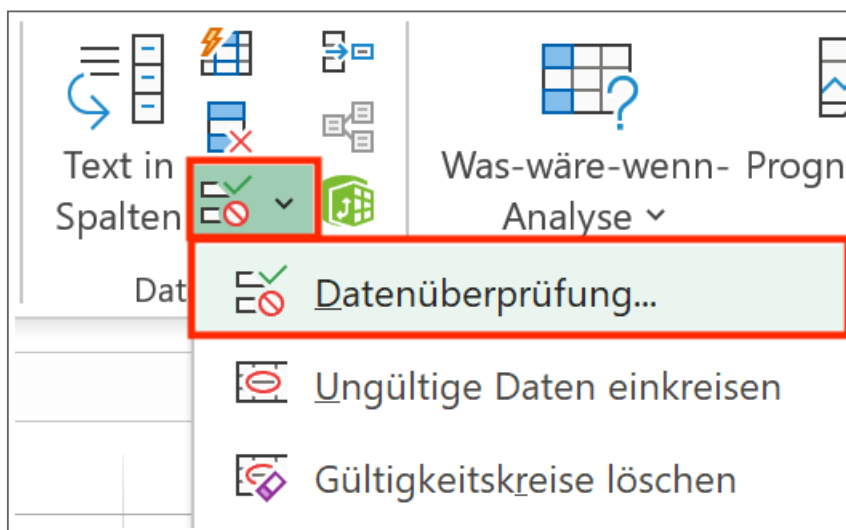 Text in
Spalten
Was-wäre-wenn-
Analyse
Progn
Dat
Datenüberprüfung...
Ungültige Daten einkreisen
Gültigkeitskreise löschen